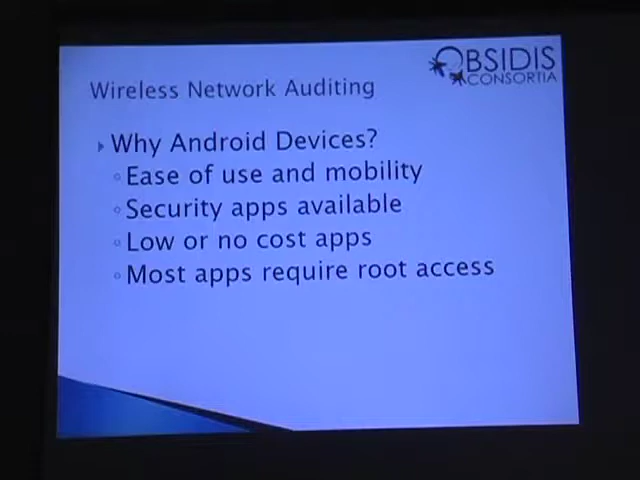 OBSIDIS
CONSORTIA
Wireless Network Auditing
Why Android Devices?
Ease of use and mobility
Security apps available
Low or no cost apps
Most apps require root access